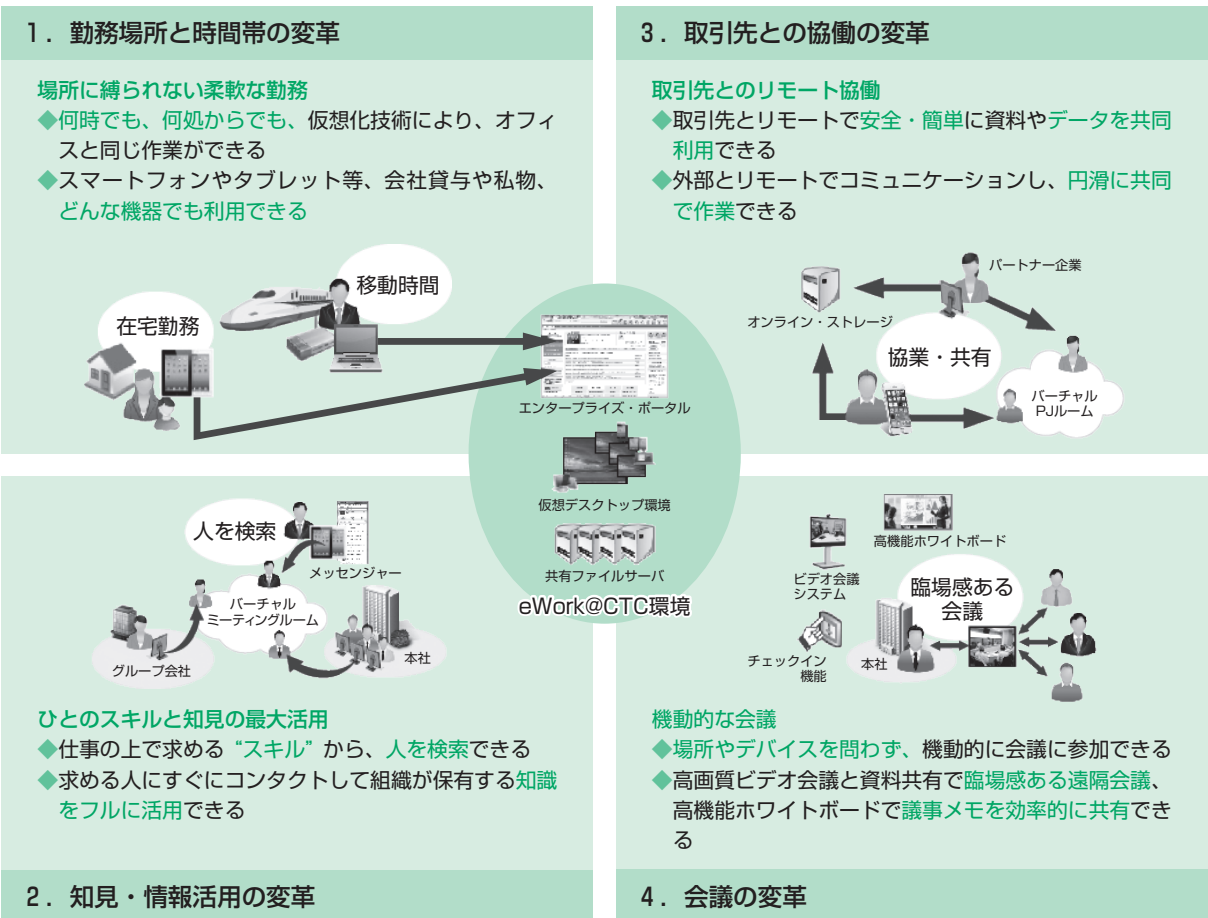 1．勤務場所と時間帯の変革
場所に縛られない柔軟な勤務
◆何時でも、何処からでも、仮想化技術により、オフィ
スと同じ作業ができる
◆スマートフォンやタブレット等、会社貸与や私物、
どんな機器でも利用できる
移動時間
在宅勤務
3．取引先との協働の変革
取引先とのリモート協働
◆取引先とリモートで安全・簡単に資料やデータを共同
利用できる
◆外部とリモートでコミュニケーションし、円滑に共同
で作業できる
パートナー企業
オンライン・ストレージ
協業・共有
バーチャル
PJルーム
エンタープライズ・ポータル
仮想デスクトップ環境
共有ファイルサーバ
eWork@CTC環境
人を検索
メッセンジャー
バーチャル
ミーティングルーム
グループ会社
本社
ひとのスキルと知見の最大活用
◆仕事の上で求める“スキル”から、人を検索できる
◆求める人にすぐにコンタクトして組織が保有する知識
をフルに活用できる
2．知見・情報活用の変革
高機能ホワイトボード
ビデオ会議
システム
臨場感ある
会議
チェックイン
機能
本社
機動的な会議
◆場所やデバイスを問わず、機動的に会議に参加できる
◆高画質ビデオ会議と資料共有で臨場感ある遠隔会議、
高機能ホワイトボードで議事メモを効率的に共有でき
る
4．会議の変革